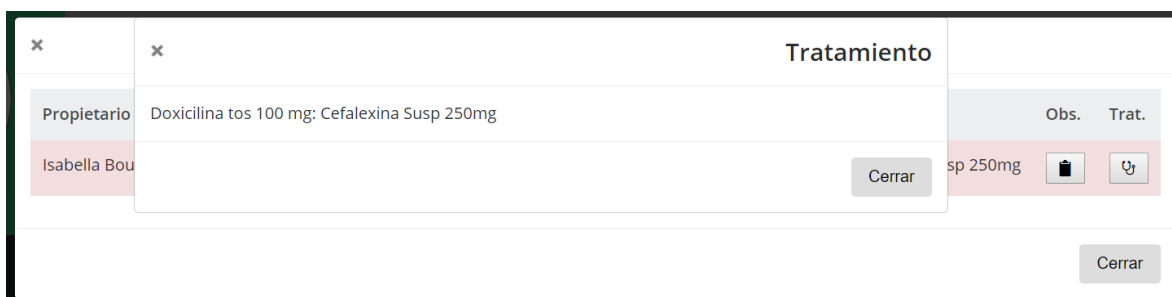 ×
×
Tratamiento
Propietario
Doxicilina tos 100 mg: Cefalexina Susp 250mg
Obs.
Trat.
Isabella Bou
sp 250mg
Cerrar
Cerrar